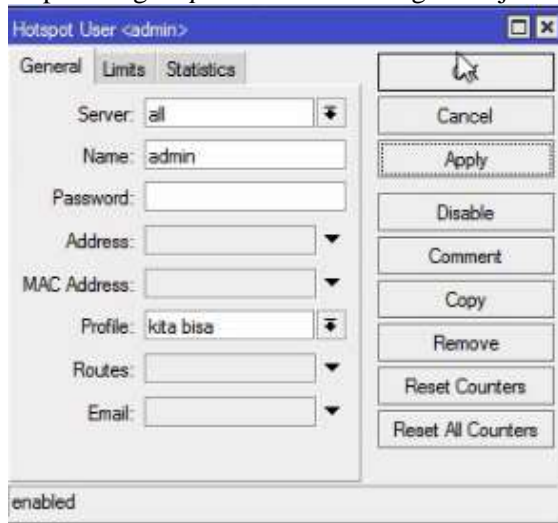 Hotspot User <admin>
General Limits Statistics
Server: all
Name: admin
Password:
Address:
MAC Address:
Profile: kita bisa
Routes:
Email:
Cancel
Apply
Disable
Comment
Copy
Remove
Reset Counters
Reset All Counters
enabled